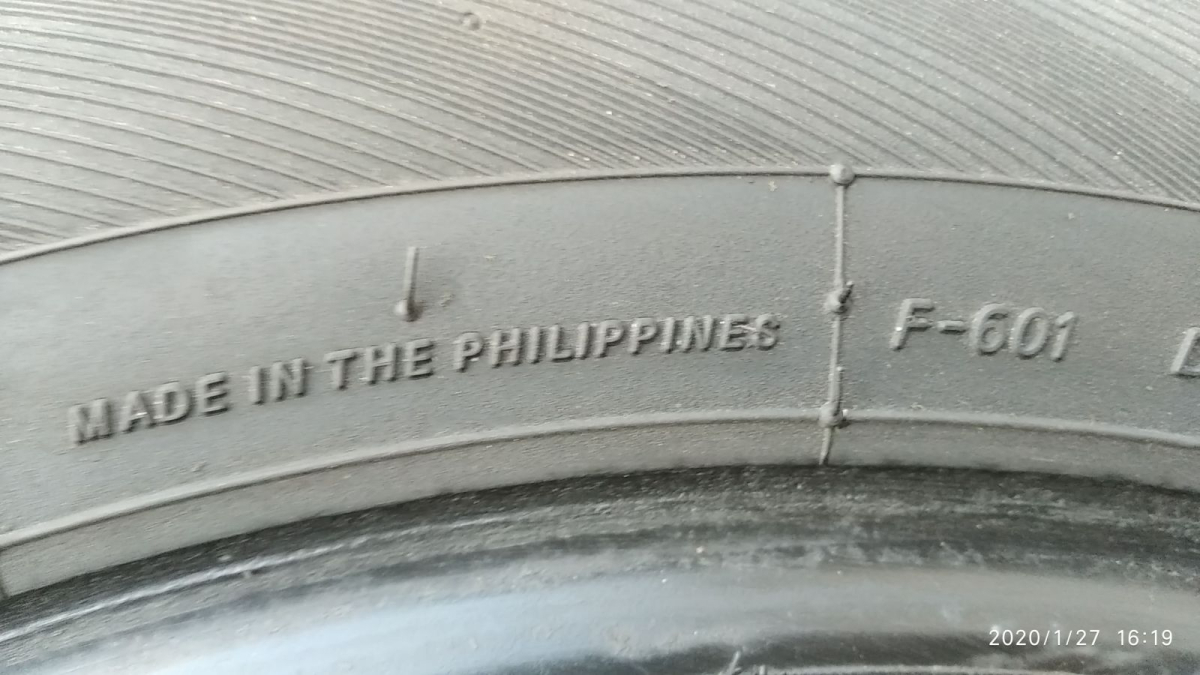 MADE IN THE PHILIPPINES
F-601
2020/1/27 16:19